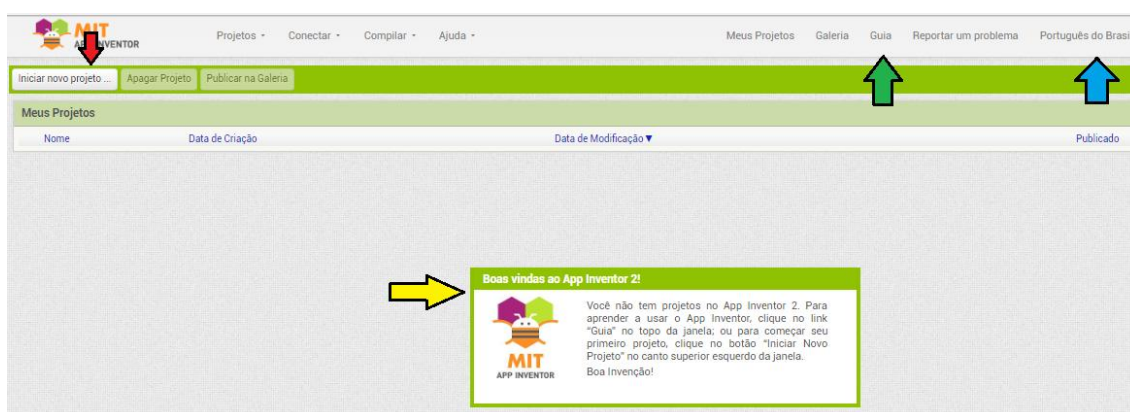 MIT
APP INVENTOR
Projetos Conectar Compilar Ajuda Meus Projetos Galeria Guia Reportar um problema Português do Brasi
Iniciar novo projeto ... Apagar Projeto Publicar na Galeria
Meus Projetos
Nome Data de Criação Data de Modificação ▼ Publicado
Boas vindas ao App Inventor 2!
Você não tem projetos no App Inventor 2. Para
aprender a usar o App Inventor, clique no link
"Guia" no topo da janela; ou para começar seu
primeiro projeto, clique no botão "Iniciar Novo
Projeto" no canto superior esquerdo da janela.
Boa Invenção!
MIT
APP INVENTOR